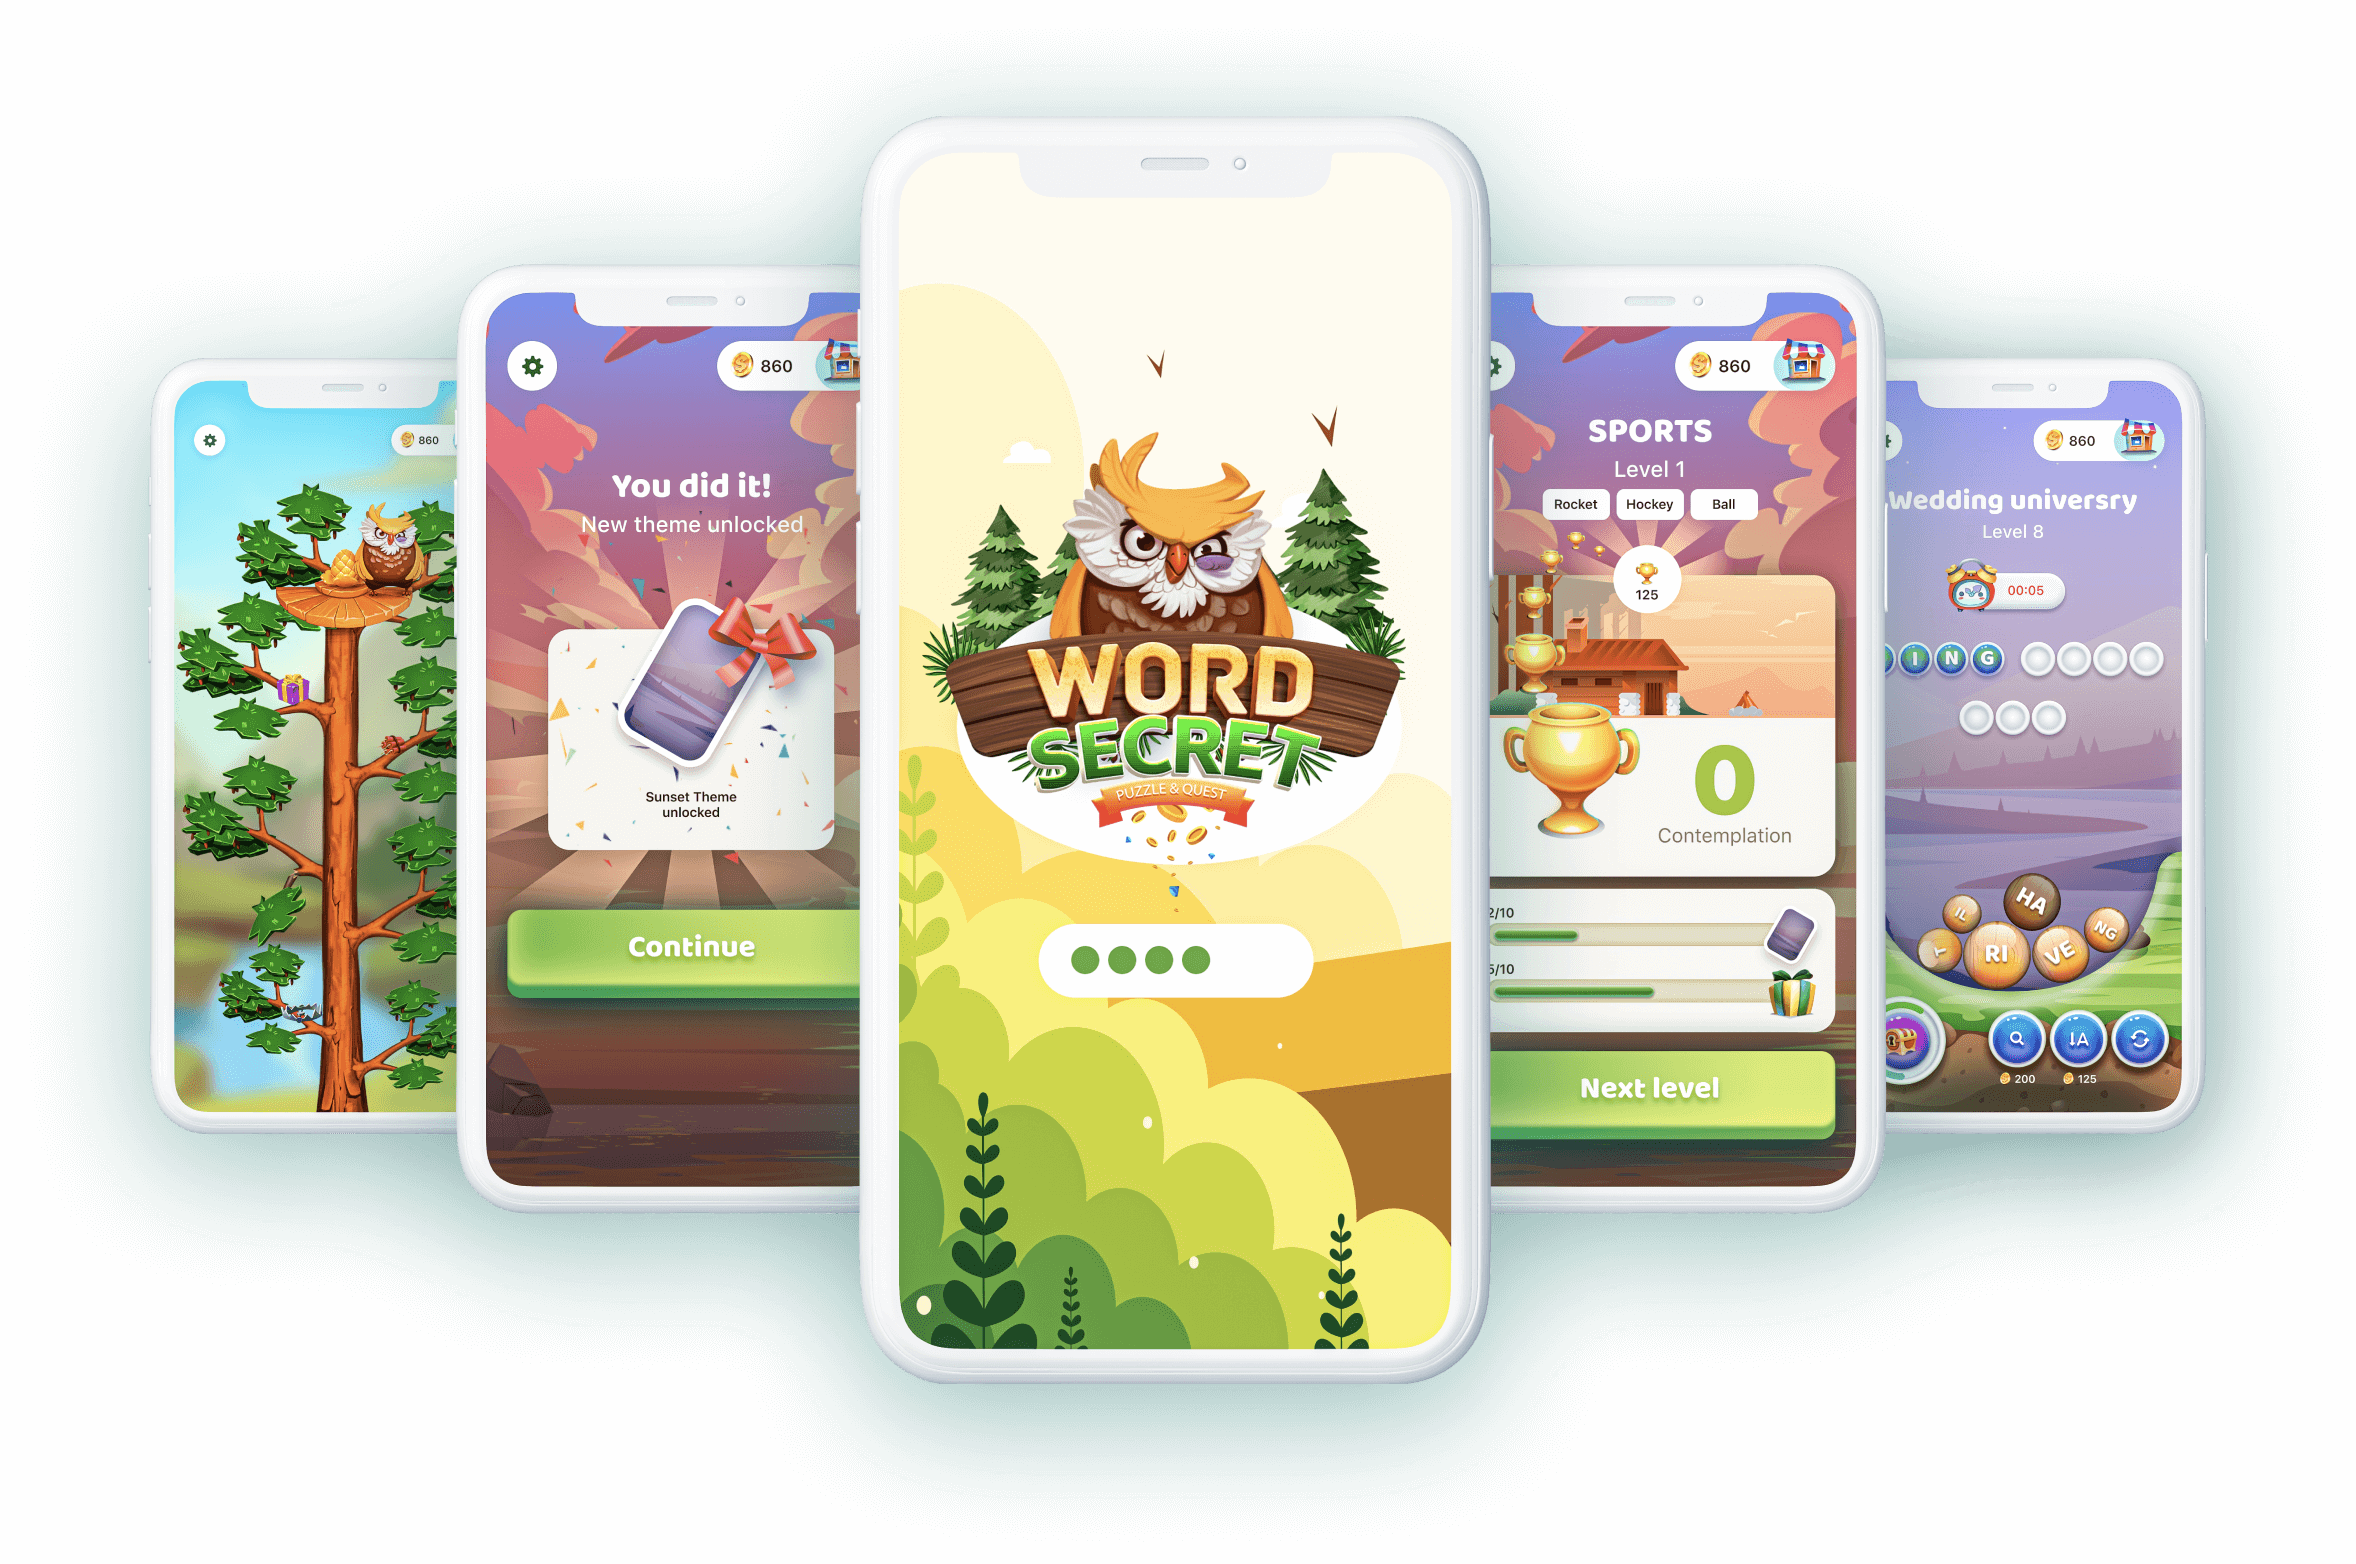 860
860
You did it!
New theme unlocked
Sunset Theme
unlocked
Continue
WORD
SECRET
PUZZLE & QUEST
860
SPORTS
Level 1
Rocket Hockey Ball
125
0
Contemplation
2/10
5/10
Next level
860
Wedding universry
Level 8
00:05
I N G
HA
IL
NG
T
RI
VE
A
200 125